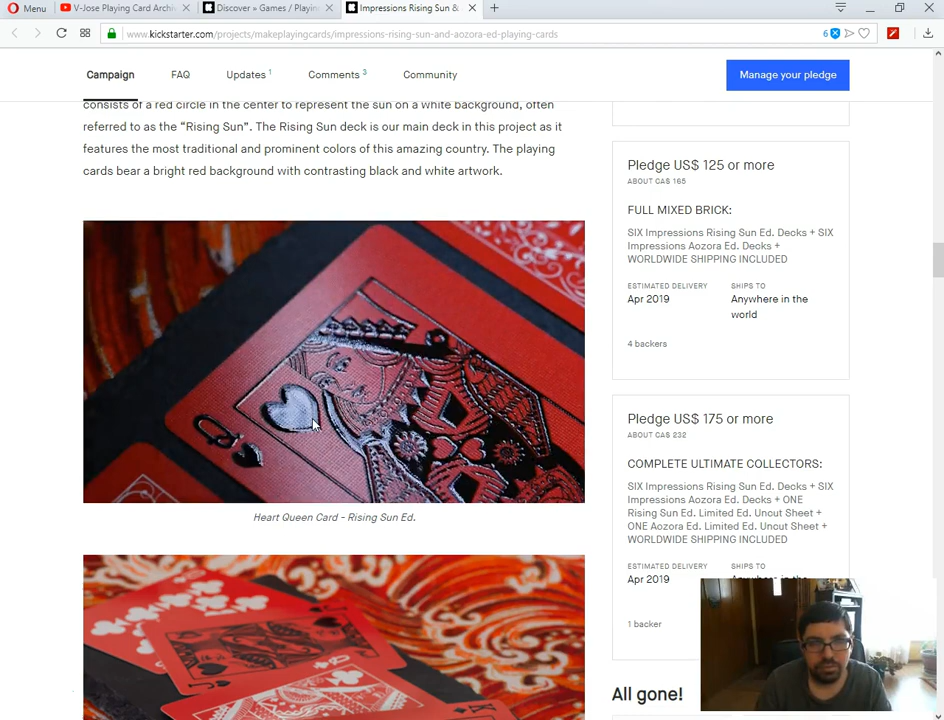 Menu
V-Jose Playing Card Archi
Discover » Games / Playin
Impressions Rising Sun &
www.kickstarter.com/projects/makeplayingcards/impressions-rising-sun-and-aozora-ed-playing-cards
6
Campaign
FAQ
Updates 1
Comments 3
Community
Manage your pledge
consists of a red circle in the center to represent the sun on a white background, often
referred to as the “Rising Sun”. The Rising Sun deck is our main deck in this project as it
features the most traditional and prominent colors of this amazing country. The playing
cards bear a bright red background with contrasting black and white artwork.
Q
Heart Queen Card - Rising Sun Ed.
J
Q
K
Pledge US$ 125 or more
ABOUT CA$ 165
FULL MIXED BRICK:
SIX Impressions Rising Sun Ed. Decks + SIX
Impressions Aozora Ed. Decks +
WORLDWIDE SHIPPING INCLUDED
ESTIMATED DELIVERY
Apr 2019
SHIPS TO
Anywhere in the
world
4 backers
Pledge US$ 175 or more
ABOUT CA$ 232
COMPLETE ULTIMATE COLLECTORS:
SIX Impressions Rising Sun Ed. Decks + SIX
Impressions Aozora Ed. Decks + ONE
Rising Sun Ed. Limited Ed. Uncut Sheet +
ONE Aozora Ed. Limited Ed. Uncut Sheet +
WORLDWIDE SHIPPING INCLUDED
ESTIMATED DELIVERY
Apr 2019
SHIPS TO
Anywhere in the
1 backer
All gone!